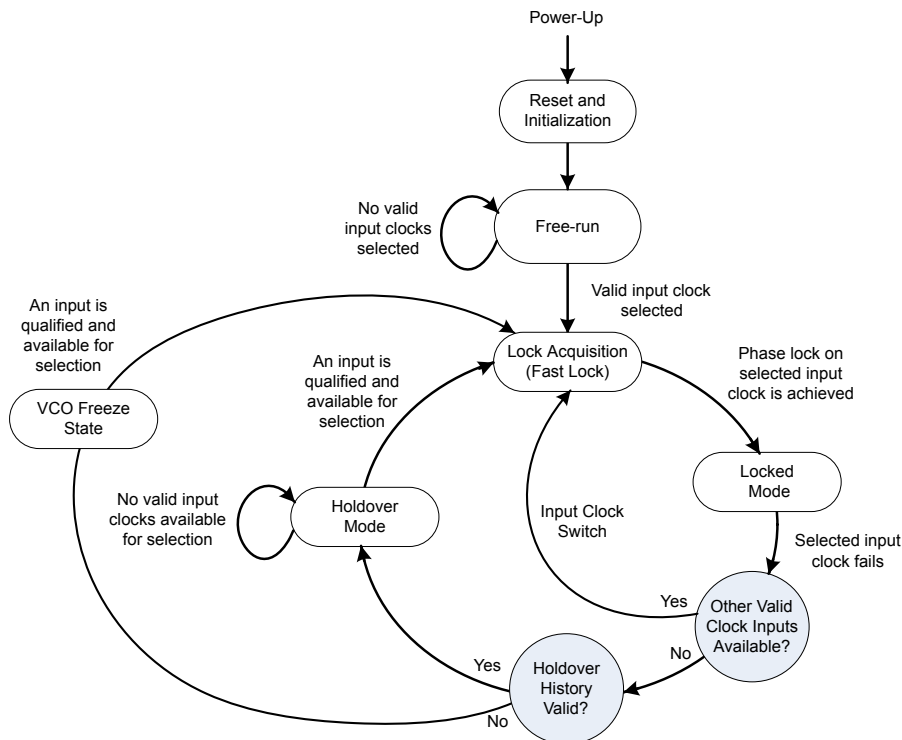 Power-Up
Reset and
Initialization
No valid
input clocks
selected
Free-run
Valid input clock
selected
An input is
qualified and
available for
selection
An input is
qualified and
available for
selection
Lock Acquisition
(Fast Lock)
Phase lock on
selected input
clock is achieved
VCO Freeze
State
Locked
Mode
No valid input
clocks available
for selection
Holdover
Mode
Input Clock
Switch
Selected input
clock fails
Yes
Other Valid
Clock Inputs
Available?
No
Yes
Holdover
History
Valid?
No